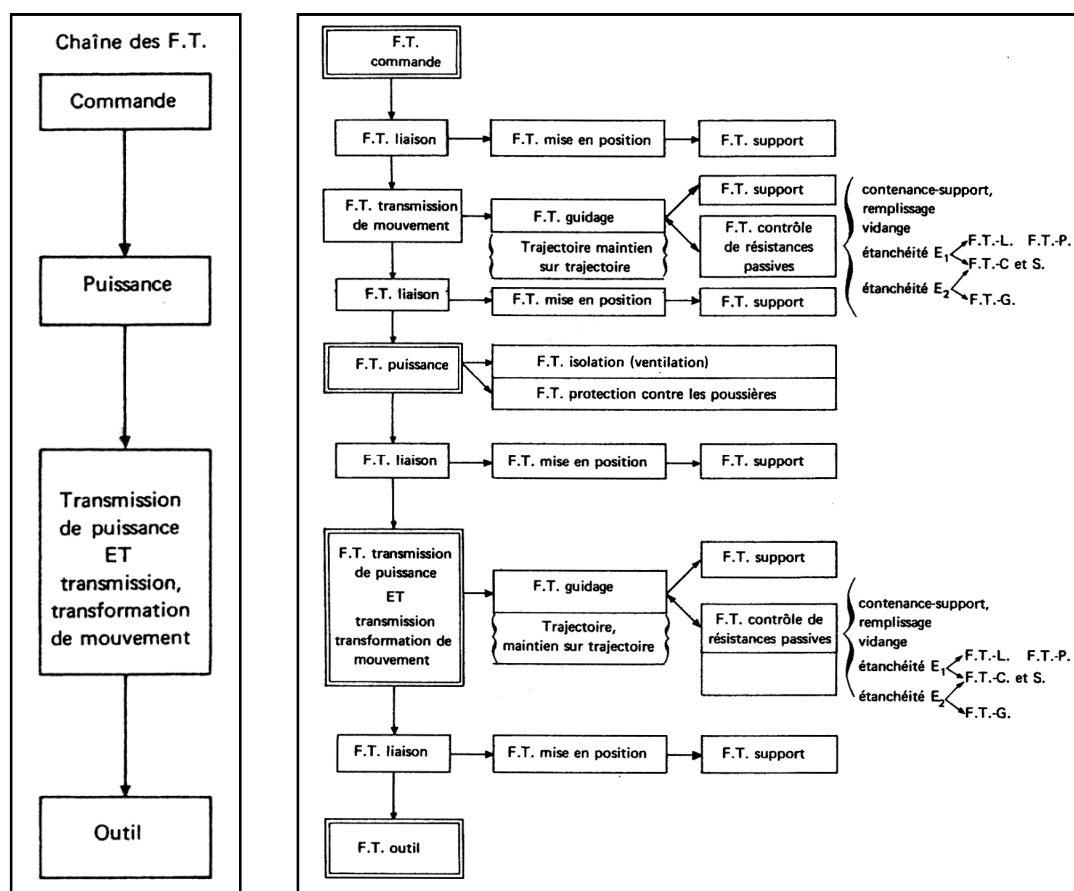 Chaîne des F.T.
Commande
Puissance
Transmission
de puissance
ET
transmission,
transformation
de mouvement
Outil
F.T.
commande
F.T. liaison
F.T. mise en position
F.T. support
F.T. transmission
de mouvement
F.T. guidage
Trajectoire maintien
sur trajectoire
F.T. support
F.T. contrôle
de résistances
passives
contenance-support,
remplissage
vidange
étanchéité E1
F.T.-L. F.T.-P.
F.T.-C et S.
étanchéité E2
F.T.-G.
F.T. liaison
F.T. mise en position
F.T. support
F.T. puissance
F.T. isolation (ventilation)
F.T. protection contre les poussières
F.T. liaison
F.T. mise en position
F.T. support
F.T. transmission
de puissance
ET
transmission
transformation de
mouvement
F.T. guidage
Trajectoire,
maintien sur trajectoire
F.T. support
F.T. contrôle de
résistances passives
contenance-support,
remplissage
vidange
étanchéité E1
F.T.-L. F.T.-P.
F.T.-C. et S.
étanchéité E2
F.T.-G.
F.T. liaison
F.T. mise en position
F.T. support
F.T. outil